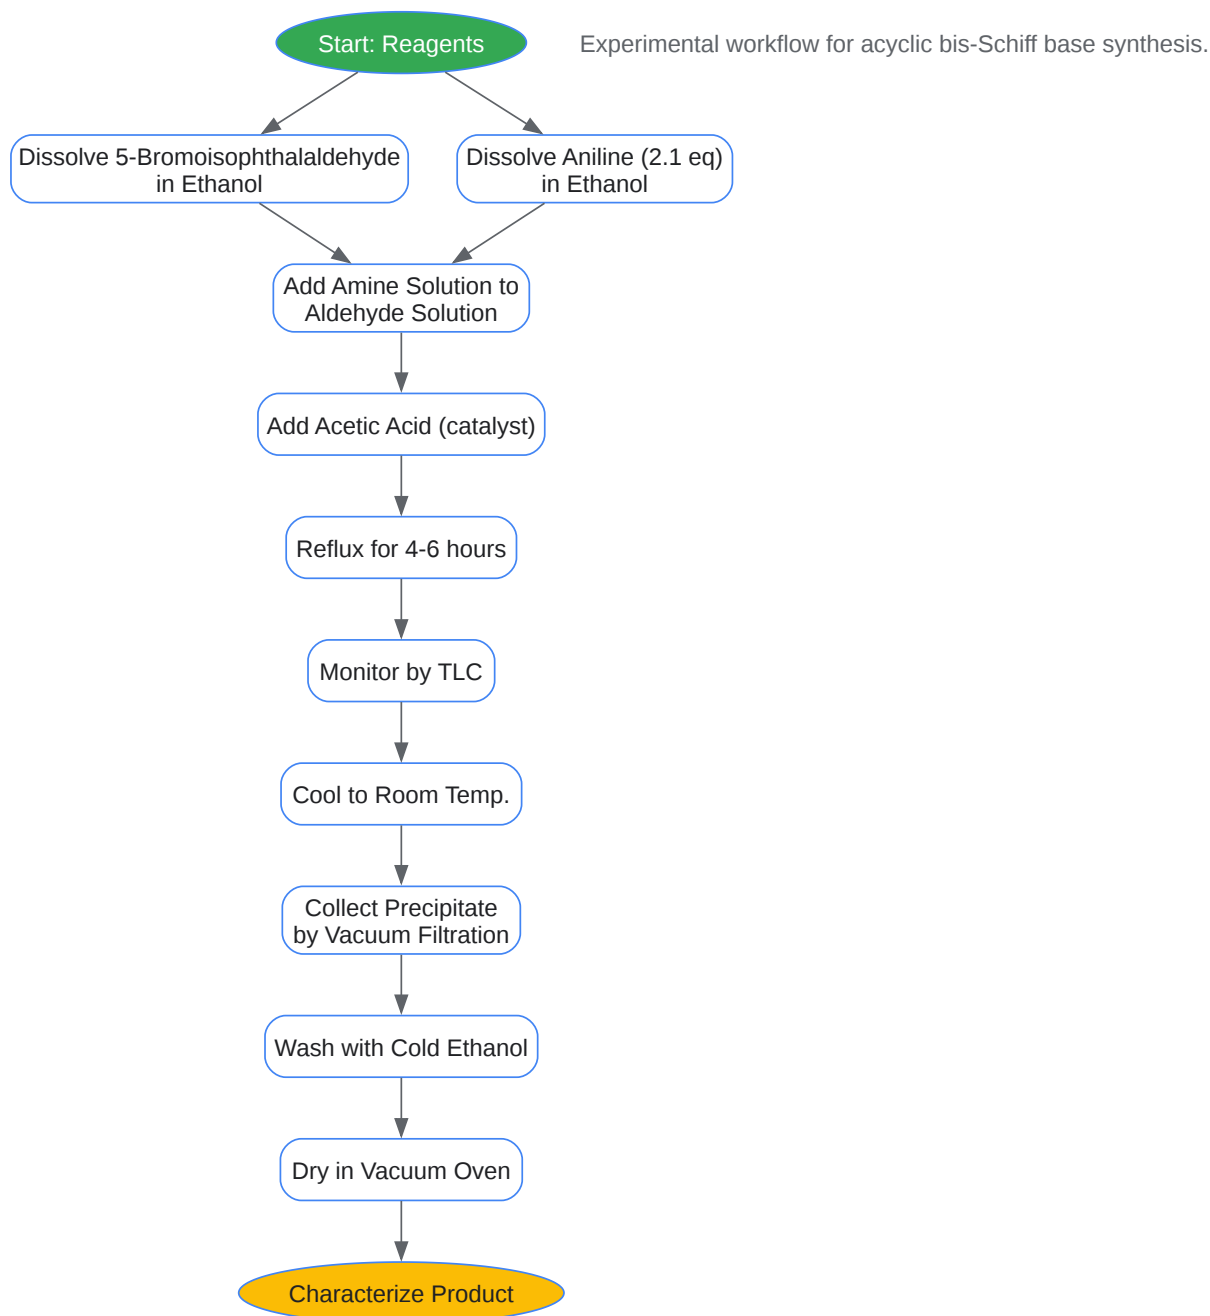 Start: Reagents
Experimental workflow for acyclic bis-Schiff base synthesis.
Dissolve 5-Bromoisophthalaldehyde
in Ethanol
Dissolve Aniline (2.1 eq)
in Ethanol
Add Amine Solution to
Aldehyde Solution
Add Acetic Acid (catalyst)
Reflux for 4-6 hours
Monitor by TLC
Cool to Room Temp.
Collect Precipitate
by Vacuum Filtration
Wash with Cold Ethanol
Dry in Vacuum Oven
Characterize Product